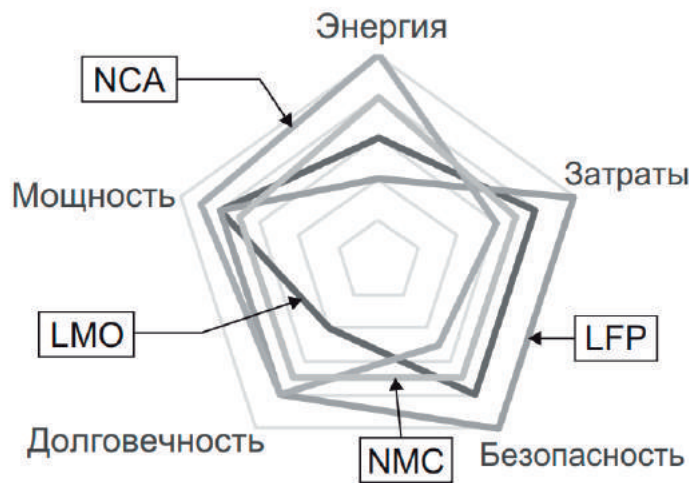 Энергия
NCA
Затраты
Мощность
LMO
LFP
Долговечность
NMC
Безопасность